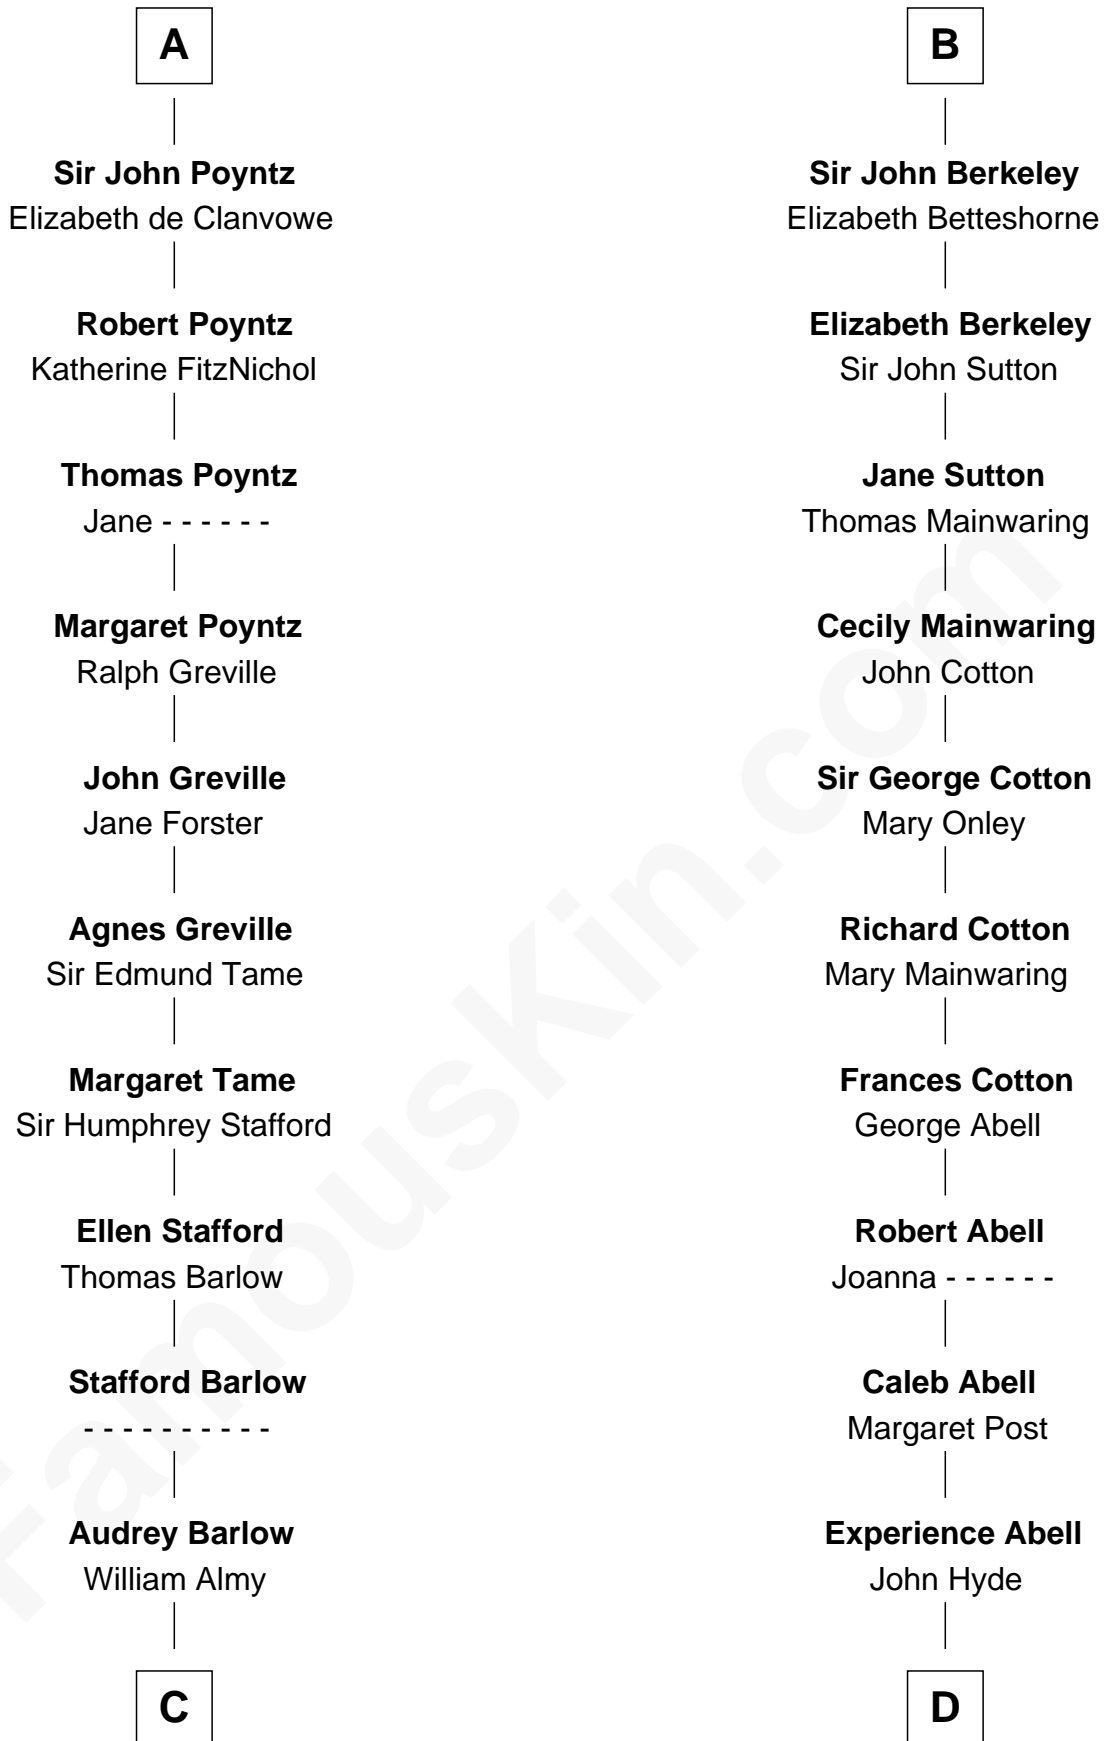 A
Sir John Poyntz
Elizabeth de Clanvowe
Robert Poyntz
Katherine FitzNichol
Thomas Poyntz
Jane - - - - - -
Margaret Poyntz
Ralph Greville
John Greville
Jane Forster
Agnes Greville
Sir Edmund Tame
Margaret Tame
Sir Humphrey Stafford
Ellen Stafford
Thomas Barlow
Stafford Barlow
- - - - - - - - - -
Audrey Barlow
William Almy
C
B
Sir John Berkeley
Elizabeth Betteshorne
Elizabeth Berkeley
Sir John Sutton
Jane Sutton
Thomas Mainwaring
Cecily Mainwaring
John Cotton
Sir George Cotton
Mary Onley
Richard Cotton
Mary Mainwaring
Frances Cotton
George Abell
Robert Abell
Joanna - - - - - -
Caleb Abell
Margaret Post
Experience Abell
John Hyde
D
FamousKin.com